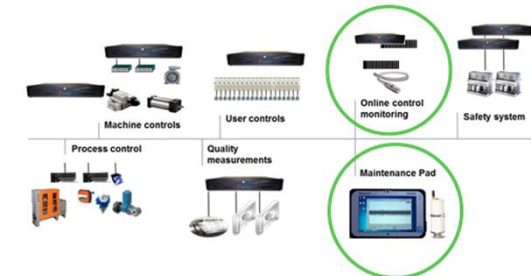 Machine controls
User controls
Online control
monitoring
Safety system
Process control
Quality
measurements
Maintenance Pad